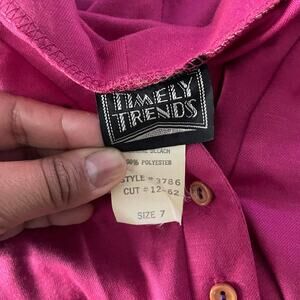 TIMELY
TRENDS
BLEACH
POLYESTER
STYLE #3786
CUT #12-62
SIZE 7